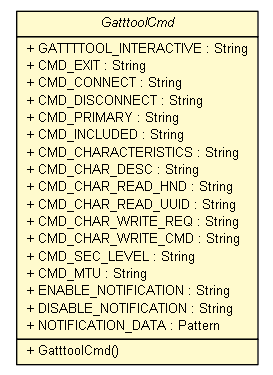 GatttoolCmd
+ GATTTTOOL_INTERACTIVE : String
+ CMD_EXIT : String
+ CMD_CONNECT : String
+ CMD_DISCONNECT : String
+ CMD_PRIMARY : String
+ CMD_INCLUDED : String
+ CMD_CHARACTERISTICS : String
+ CMD_CHAR_DESC : String
+ CMD_CHAR_READ_HND : String
+ CMD_CHAR_READ_UUID : String
+ CMD_CHAR_WRITE_REQ : String
+ CMD_CHAR_WRITE_CMD : String
+ CMD_SEC_LEVEL : String
+ CMD_MTU : String
+ ENABLE_NOTIFICATION : String
+ DISABLE_NOTIFICATION : String
+ NOTIFICATION_DATA : Pattern
+ GatttoolCmd()